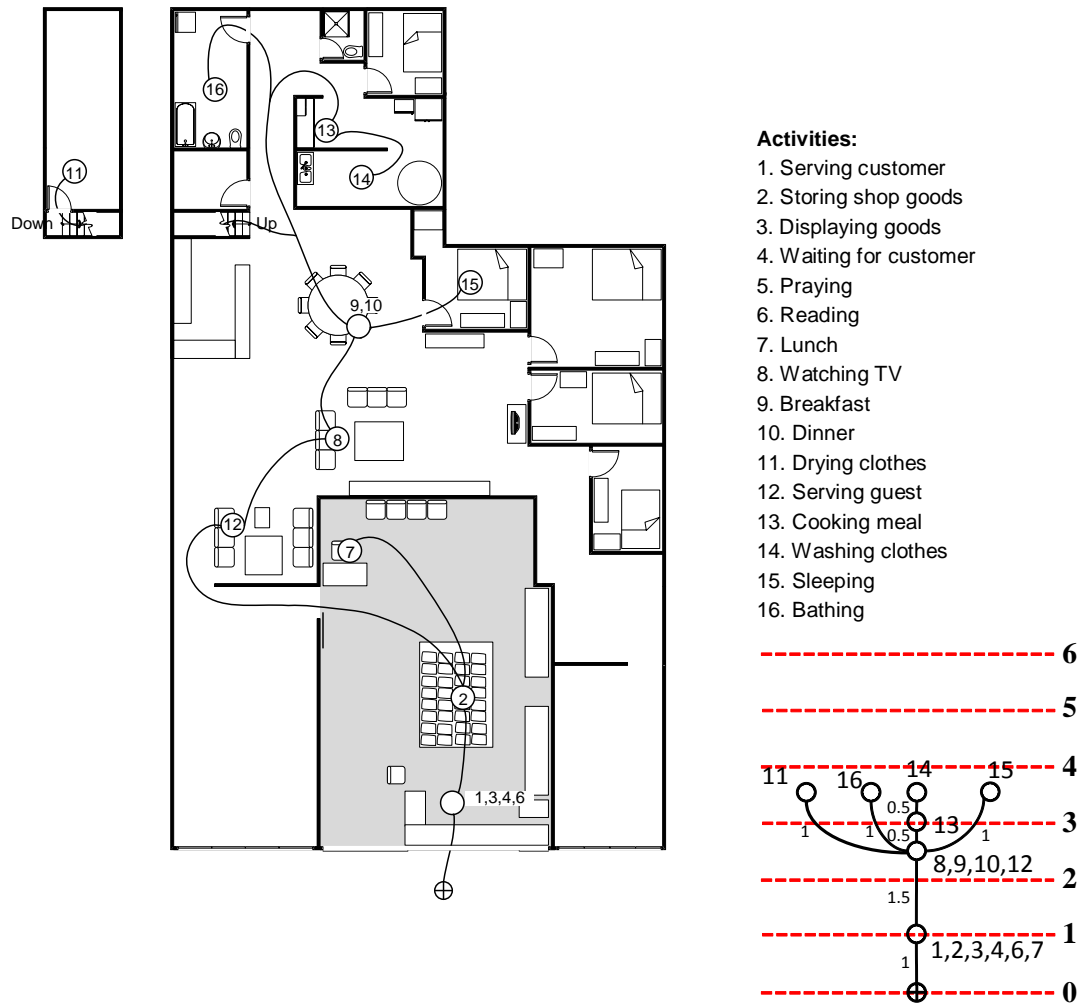 16
13
14
11
Down
Up
15
9,10
8
12
7
2
1,3,4,6
Activities:
1. Serving customer
2. Storing shop goods
3. Displaying goods
4. Waiting for customer
5. Praying
6. Reading
7. Lunch
8. Watching TV
9. Breakfast
10. Dinner
11. Drying clothes
12. Serving guest
13. Cooking meal
14. Washing clothes
15. Sleeping
16. Bathing
6
5
4
11 16 14 15
0.5
13
3
1 1 0.5 1
8,9,10,12
2
1.5
1
1,2,3,4,6,7
1
0